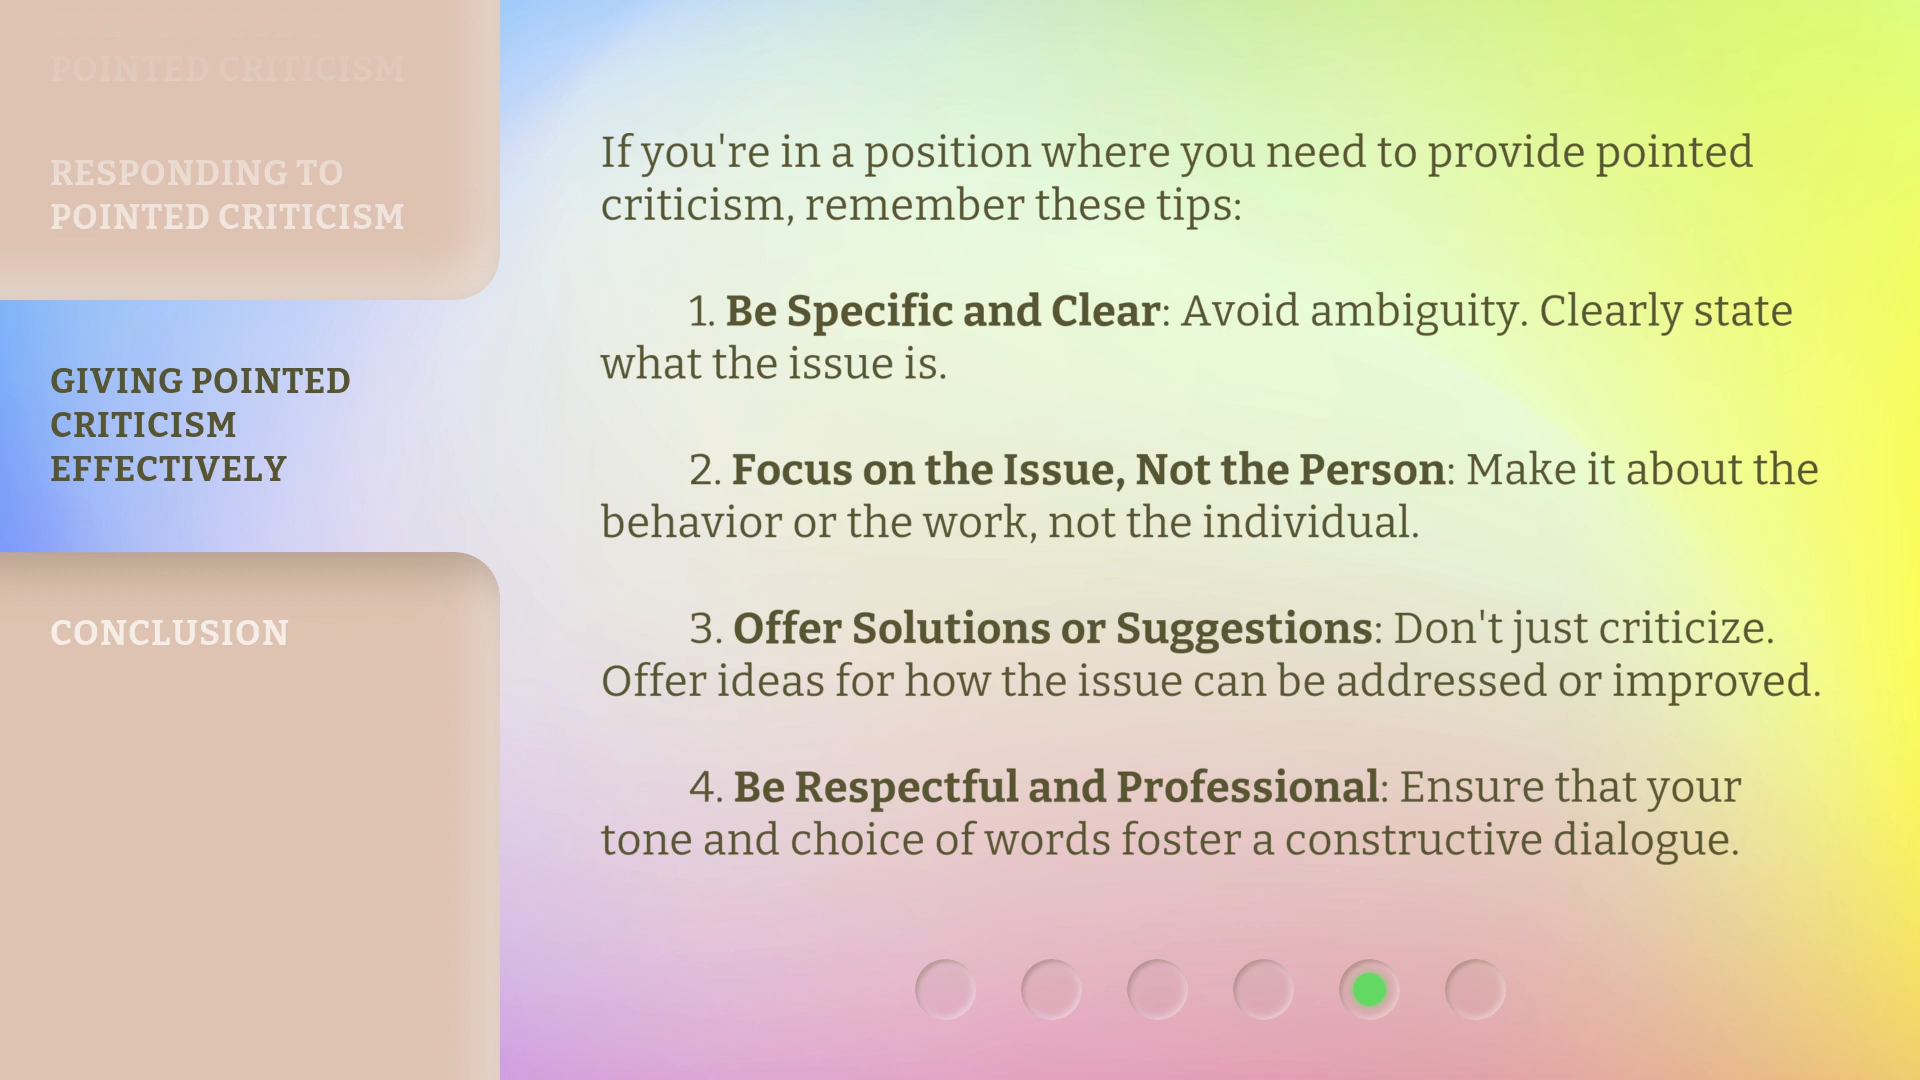 THE PURPOSE OF
POINTED CRITICISM
RESPONDING TO
POINTED CRITICISM
GIVING POINTED
CRITICISM
EFFECTIVELY
CONCLUSION
If you're in a position where you need to provide pointed
criticism, remember these tips:
1. Be Specific and Clear: Avoid ambiguity. Clearly state
what the issue is.
2. Focus on the Issue, Not the Person: Make it about the
behavior or the work, not the individual.
3. Offer Solutions or Suggestions: Don't just criticize.
Offer ideas for how the issue can be addressed or improved.
4. Be Respectful and Professional: Ensure that your
tone and choice of words foster a constructive dialogue.